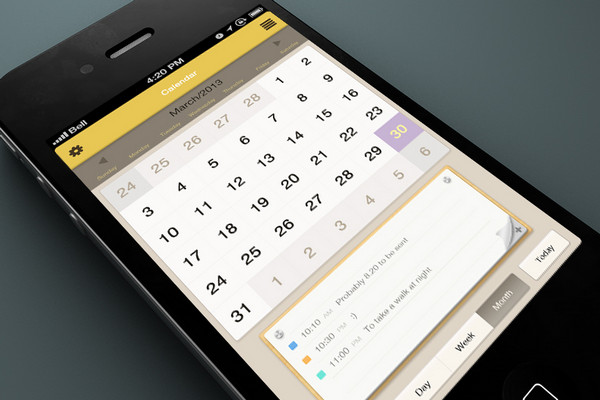 Bell 4:20 PM
Calendar
March/2013
Sunday Monday Tuesday Wednesday Thursday Friday Saturday
24 25 26 27 28 1 2
3 4 5 6 7 8 9
10 11 12 13 14 15 16
17 18 19 20 21 22 23
24 25 26 27 28 29 30
31 1 2 3 4 5 6
10:10 AM Probably 8.20 to be sent
10:30 PM :)
11:00 PM To take a walk at night
Day Week Month Today